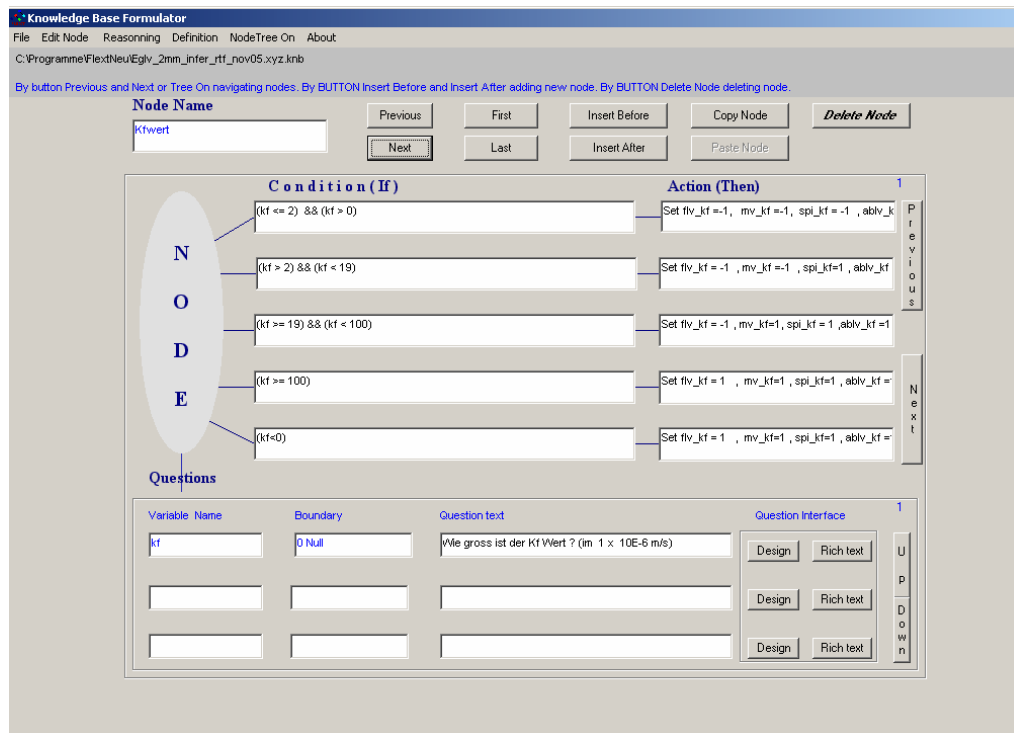 Knowledge Base Formulator
File Edit Node Reasonning Definition NodeTree On About
C:\Programme\FlextNeu\Eglv_2mm_infer_rtf_nov05.xyz.knb
By button Previous and Next or Tree On navigating nodes. By BUTTON Insert Before and Insert After adding new node. By BUTTON Delete Node deleting node.
Node Name
Kfwert
Previous First Insert Before Copy Node Delete Node
Next Last Insert After Paste Node
Condition ( If ) Action (Then) 1
(kf <= 2) && (kf > 0) Set flv_kf =-1, mv_kf =-1, spi_kf = -1 , ablv_k
(kf > 2) && (kf < 19) Set flv_kf = -1 , mv_kf =-1 , spi_kf=1 , ablv_kf
(kf >= 19) && (kf < 100) Set flv_kf = -1 , mv_kf=1, spi_kf = 1 ,ablv_kf =1
(kf >= 100) Set flv_kf = 1 , mv_kf=1 , spi_kf=1 , ablv_kf =
(kf<0) Set flv_kf = 1 , mv_kf=1 , spi_kf=1 , ablv_kf =
NODE
Previous
Next
Questions
Variable Name Boundary Question text Question Interface 1
kf 0 Null Wie gross ist der Kf Wert ? (im 1 x 10E-6 m/s) Design Rich text
Design Rich text
Design Rich text
UP
Down